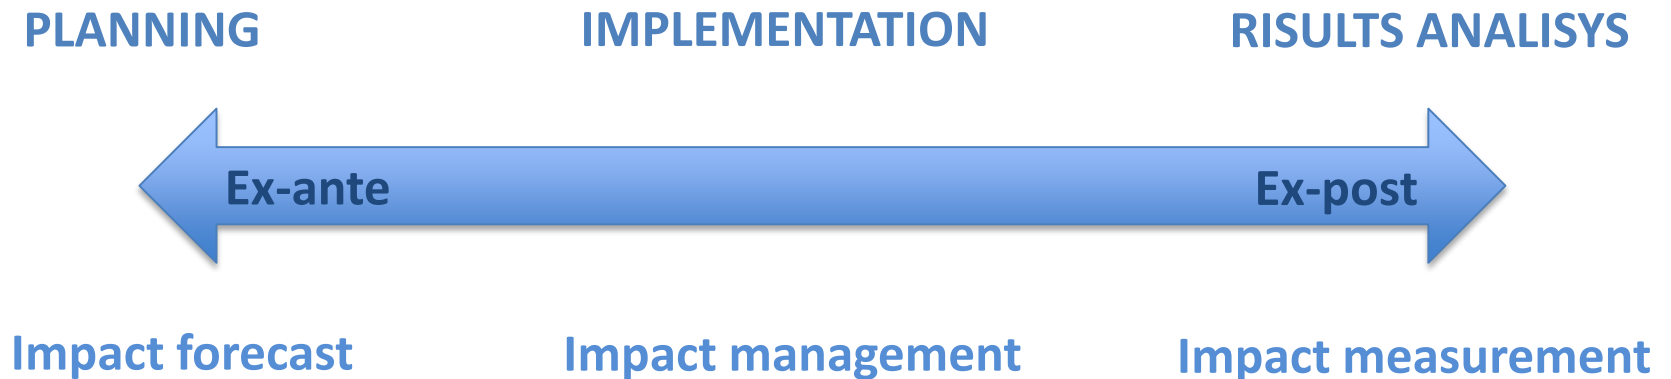 PLANNING IMPLEMENTATION RISULTS ANALISYS
Ex-ante Ex-post
Impact forecast Impact management Impact measurement